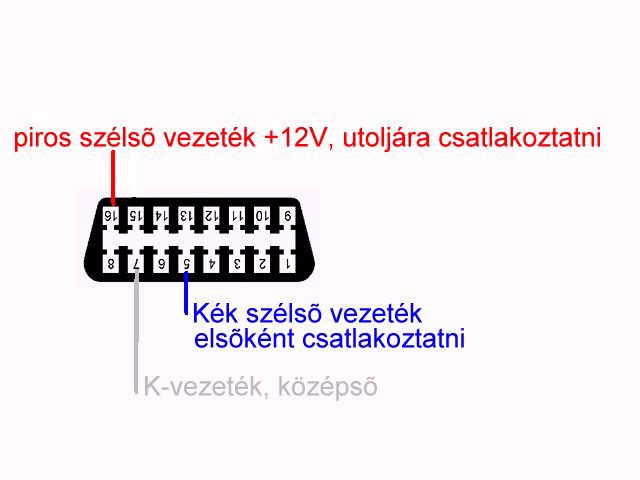 piros szélsõ vezeték +12V, utoljára csatlakoztatni
16 15 14 13 12 11 10 9
8 7 6 5 4 3 2 1
Kék szélsõ vezeték
elsõként csatlakoztatni
K-vezeték, középsõ